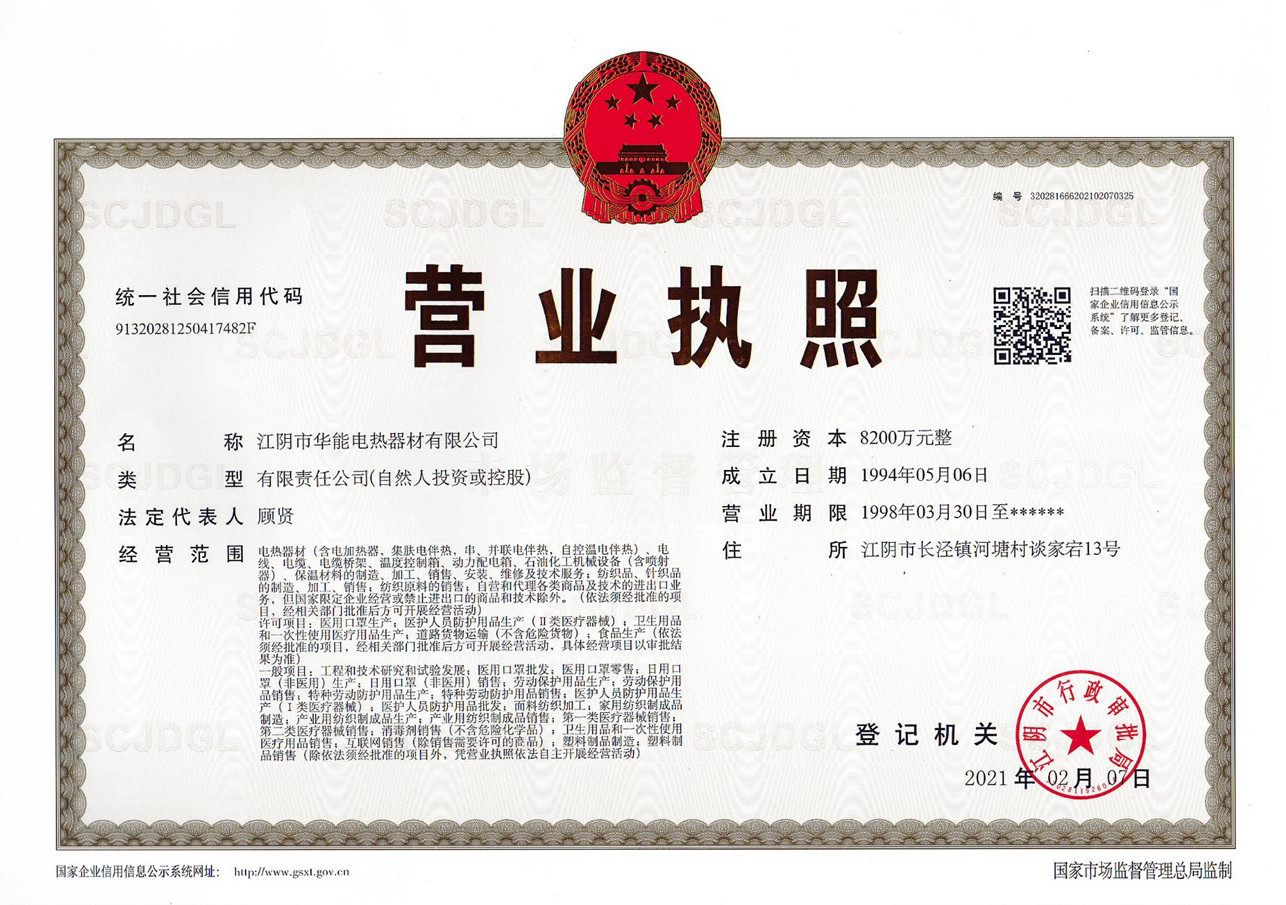 编 号 320281666202102070325
营业执照
统一社会信用代码
91320281250417482F
扫描二维码登录“国
家企业信用信息公示
系统”了解更多登记、
备案、许可、监管信息。
名 称 江阴市华能电热器材有限公司
类 型 有限责任公司(自然人投资或控股)
法定代表人 顾贤
经营范围 电热器材（含电加热器、集肤电伴热、串、并联电伴热，自控温电伴热）、电
线、电缆、电缆桥架、温度控制箱、动力配电箱、石油化工机械设备（含喷射
器）、保温材料的制造、加工、销售、安装、维修及技术服务；纺织品、针织品
的制造、加工、销售；纺织原料的销售；自营和代理各类商品及技术的进出口业
务，但国家限定企业经营或禁止进出口的商品和技术除外。（依法须经批准的项
目，经相关部门批准后方可开展经营活动）
许可项目：医用口罩生产；医护人员防护用品生产（Ⅱ类医疗器械）；卫生用品
和一次性使用医疗用品生产；道路货物运输（不含危险货物）；食品生产（依法
须经批准的项目，经相关部门批准后方可开展经营活动，具体经营项目以审批结
果为准）
一般项目：工程和技术研究和试验发展；医用口罩批发；医用口罩零售；日用口
罩（非医用）生产；日用口罩（非医用）销售；劳动保护用品生产；劳动保护用
品销售；特种劳动防护用品生产；特种劳动防护用品销售；医护人员防护用品生
产（Ⅰ类医疗器械）；医护人员防护用品批发；面料纺织加工；家用纺织制成品
制造；产业用纺织制成品生产；产业用纺织制成品销售；第一类医疗器械销售；
第二类医疗器械销售；消毒剂销售（不含危险化学品）；卫生用品和一次性使用
医疗用品销售；互联网销售（除销售需要许可的商品）；塑料制品制造；塑料制
品销售（除依法须经批准的项目外，凭营业执照依法自主开展经营活动）
注册资本 8200万元整
成立日期 1994年05月06日
营业期限 1998年03月30日至******
住 所 江阴市长泾镇河塘村谈家宕13号
登记机关
江阴市行政审批局
2021 年 02 月 07 日
国家企业信用信息公示系统网址： http://www.gsxt.gov.cn
国家市场监督管理总局监制
SCJDGL
市场监督管理